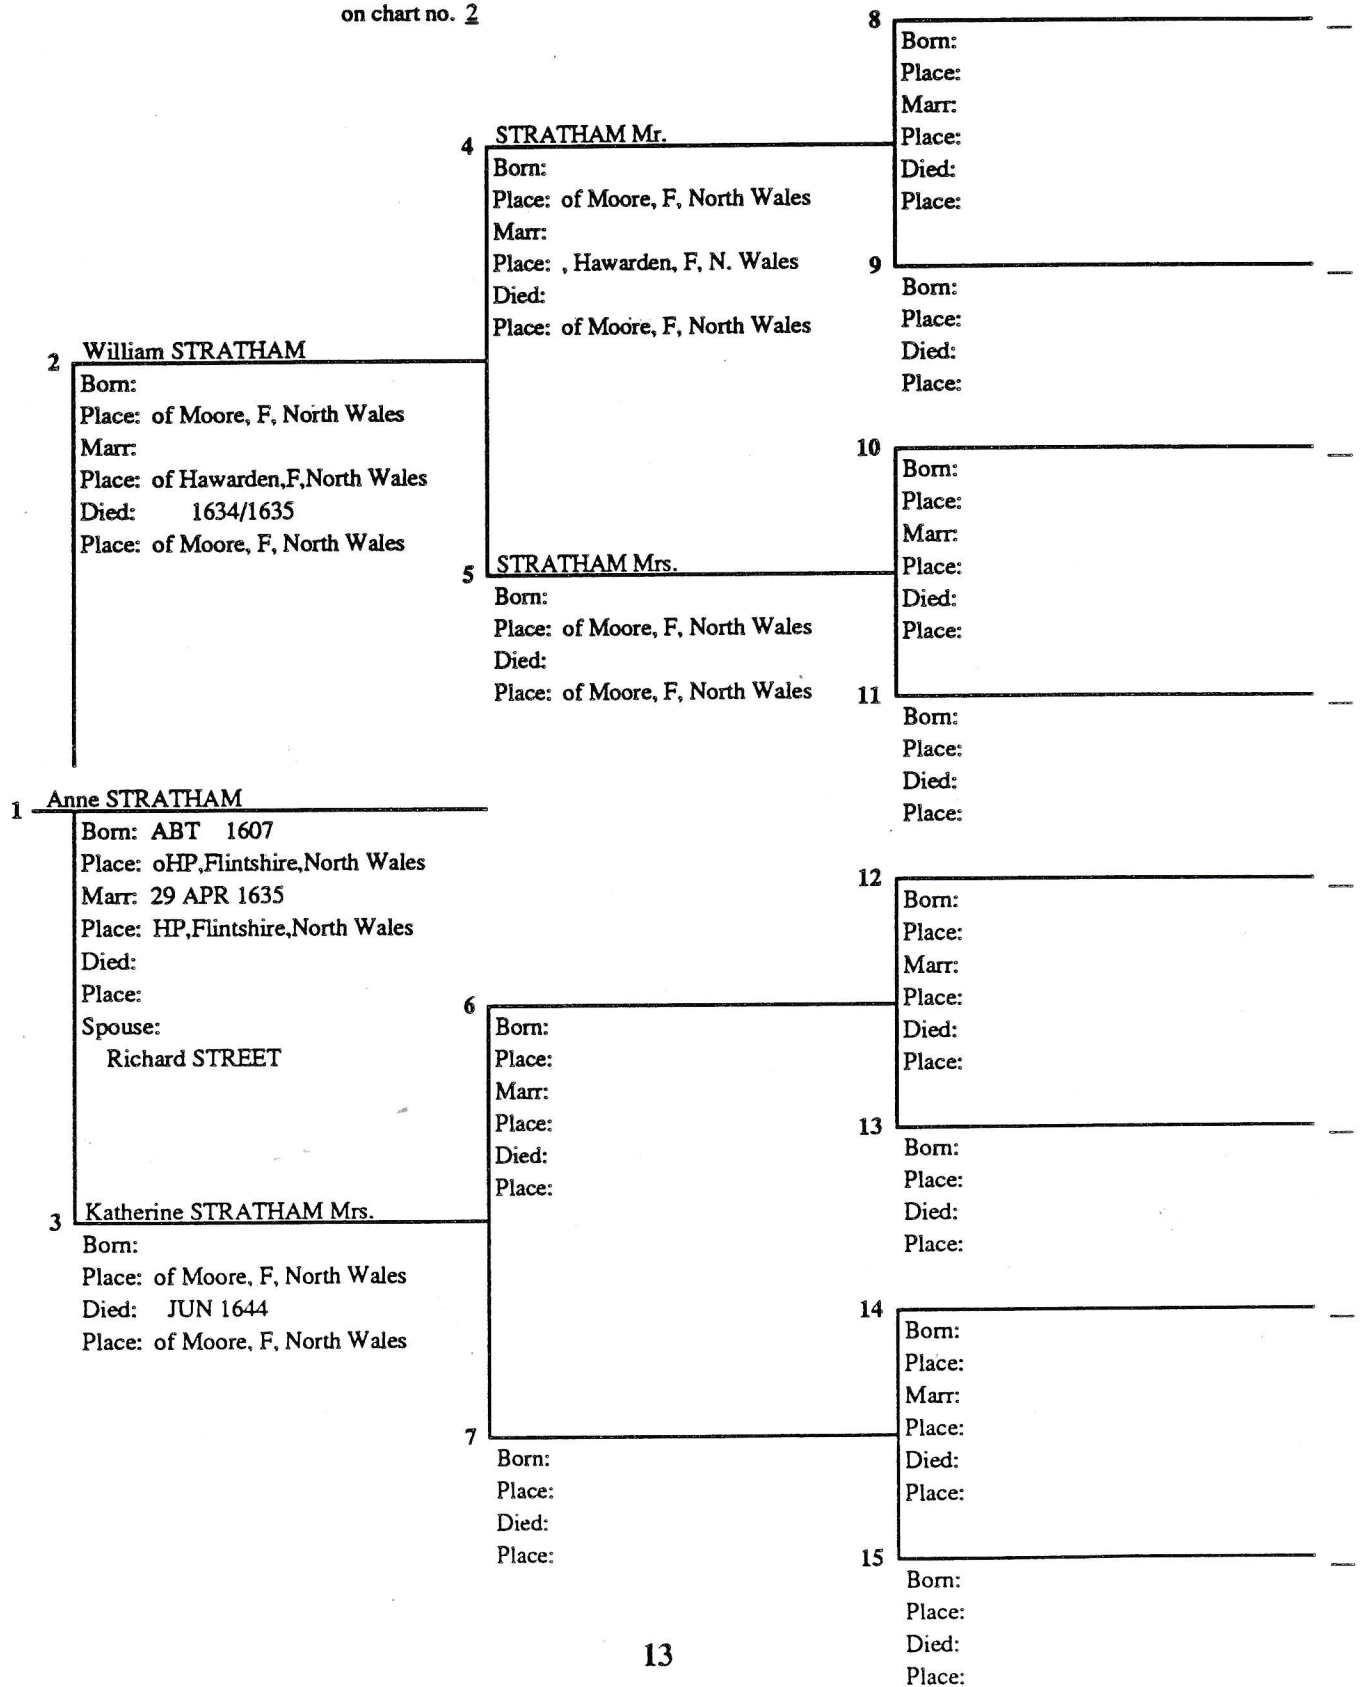 on chart no. 2
8
Born:
Place:
Marr:
Place:
Died:
Place:
4 STRATHAM Mr.
Born:
Place: of Moore, F, North Wales
Marr:
Place: , Hawarden, F, N. Wales
Died:
Place: of Moore, F, North Wales
9
Born:
Place:
Died:
Place:
2 William STRATHAM
Born:
Place: of Moore, F, North Wales
Marr:
Place: of Hawarden,F,North Wales
Died: 1634/1635
Place: of Moore, F, North Wales
10
Born:
Place:
Marr:
Place:
Died:
Place:
5 STRATHAM Mrs.
Born:
Place: of Moore, F, North Wales
Died:
Place: of Moore, F, North Wales
11
Born:
Place:
Died:
Place:
1 Anne STRATHAM
Born: ABT 1607
Place: oHP,Flintshire,North Wales
Marr: 29 APR 1635
Place: HP,Flintshire,North Wales
Died:
Place:
Spouse:
Richard STREET
12
Born:
Place:
Marr:
Place:
Died:
Place:
6
Born:
Place:
Marr:
Place:
Died:
Place:
13
Born:
Place:
Died:
Place:
3 Katherine STRATHAM Mrs.
Born:
Place: of Moore, F, North Wales
Died: JUN 1644
Place: of Moore, F, North Wales
14
Born:
Place:
Marr:
Place:
Died:
Place:
7
Born:
Place:
Died:
Place:
15
Born:
Place:
Died:
Place:
13